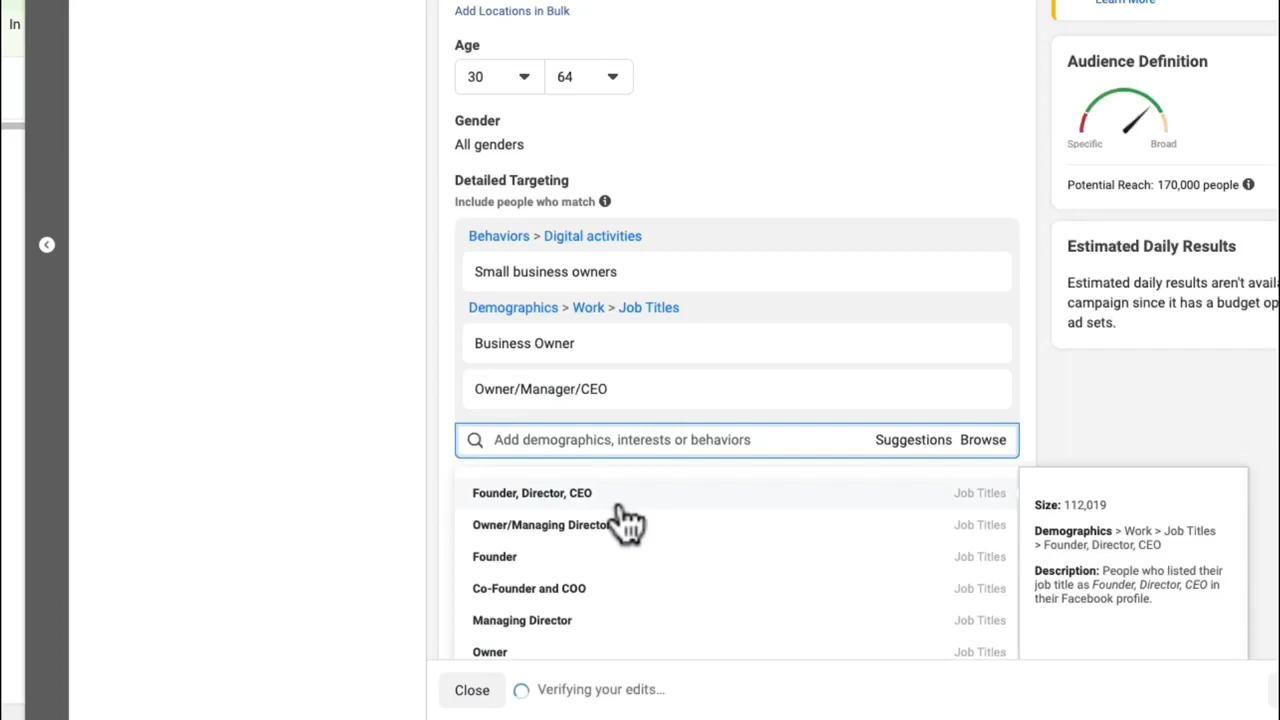 In
Add Locations in Bulk
Learn More
Age
30
64
Gender
All genders
Detailed Targeting
Include people who match
Behaviors > Digital activities
Small business owners
Demographics > Work > Job Titles
Business Owner
Owner/Manager/CEO
Add demographics, interests or behaviors
Suggestions Browse
Founder, Director, CEO Job Titles
Owner/Managing Director Job Titles
Founder Job Titles
Co-Founder and COO Job Titles
Managing Director Job Titles
Owner Job Titles
Close
Verifying your edits...
Audience Definition
Specific
Broad
Potential Reach: 170,000 people
Estimated Daily Results
Estimated daily results aren't avail
campaign since it has a budget op
ad sets.
Size: 112,019
Demographics > Work > Job Titles
> Founder, Director, CEO
Description: People who listed their
job title as Founder, Director, CEO in
their Facebook profile.